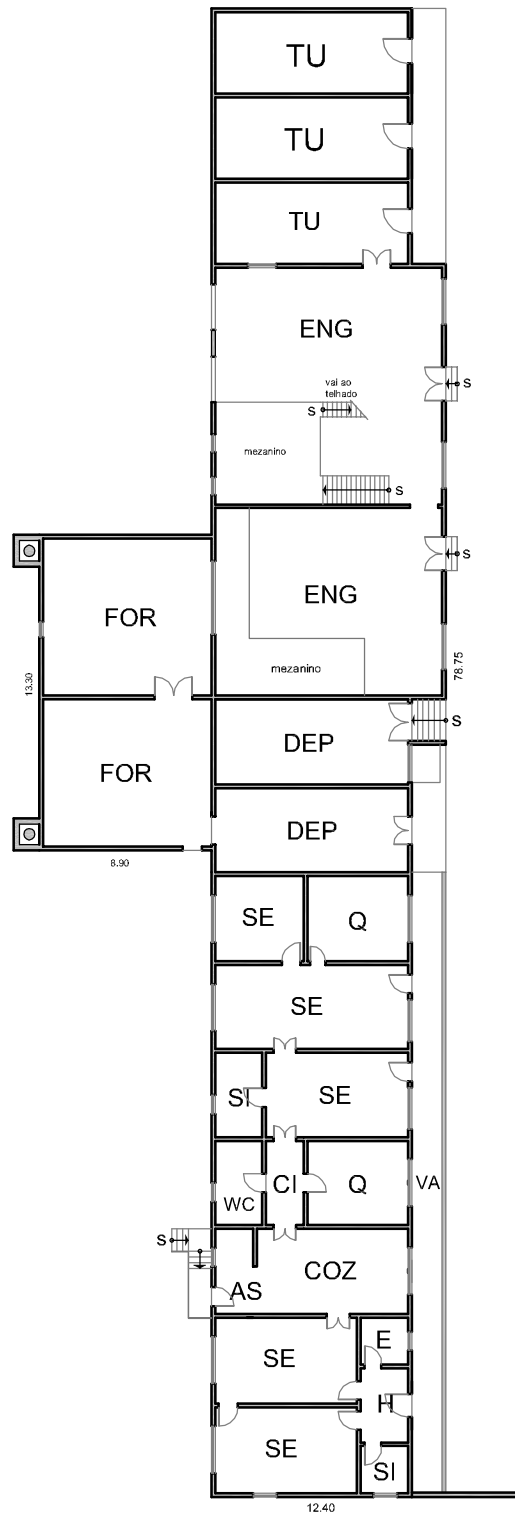 TU
TU
TU
ENG
S
vai ao
telhado
S
mezanino
S
S
ENG
FOR
mezanino
13.30
78.75
S
DEP
FOR
DEP
8.90
SE
Q
SE
SI
SE
WC
CI
Q
VA
S
AS
COZ
SE
E
H
SE
SI
12.40